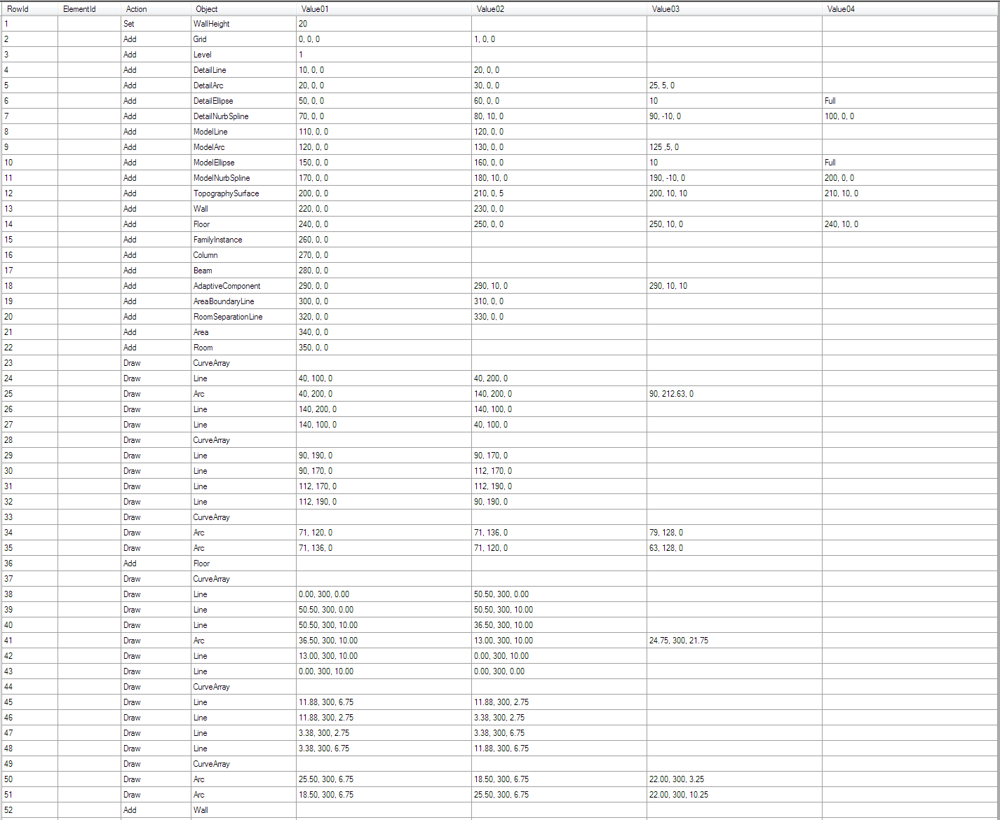 RowId ElementId Action Object Value01 Value02 Value03 Value04
1 Set WallHeight 20
2 Add Grid 0, 0, 0 1, 0, 0
3 Add Level 1
4 Add DetailLine 10, 0, 0 20, 0, 0
5 Add DetailArc 20, 0, 0 30, 0, 0 25, 5, 0
6 Add DetailEllipse 50, 0, 0 60, 0, 0 10 Full
7 Add DetailNurbSpline 70, 0, 0 80, 10, 0 90, -10, 0 100, 0, 0
8 Add ModelLine 110, 0, 0 120, 0, 0
9 Add ModelArc 120, 0, 0 130, 0, 0 125 ,5, 0
10 Add ModelEllipse 150, 0, 0 160, 0, 0 10 Full
11 Add ModelNurbSpline 170, 0, 0 180, 10, 0 190, -10, 0 200, 0, 0
12 Add TopographySurface 200, 0, 0 210, 0, 5 200, 10, 10 210, 10, 0
13 Add Wall 220, 0, 0 230, 0, 0
14 Add Floor 240, 0, 0 250, 0, 0 250, 10, 0 240, 10, 0
15 Add FamilyInstance 260, 0, 0
16 Add Column 270, 0, 0
17 Add Beam 280, 0, 0
18 Add AdaptiveComponent 290, 0, 0 290, 10, 0 290, 10, 10
19 Add AreaBoundaryLine 300, 0, 0 310, 0, 0
20 Add RoomSeparationLine 320, 0, 0 330, 0, 0
21 Add Area 340, 0, 0
22 Add Room 350, 0, 0
23 Draw CurveArray
24 Draw Line 40, 100, 0 40, 200, 0
25 Draw Arc 40, 200, 0 140, 200, 0 90, 212.63, 0
26 Draw Line 140, 200, 0 140, 100, 0
27 Draw Line 140, 100, 0 40, 100, 0
28 Draw CurveArray
29 Draw Line 90, 190, 0 90, 170, 0
30 Draw Line 90, 170, 0 112, 170, 0
31 Draw Line 112, 170, 0 112, 190, 0
32 Draw Line 112, 190, 0 90, 190, 0
33 Draw CurveArray
34 Draw Arc 71, 120, 0 71, 136, 0 79, 128, 0
35 Draw Arc 71, 136, 0 71, 120, 0 63, 128, 0
36 Add Floor
37 Draw CurveArray
38 Draw Line 0.00, 300, 0.00 50.50, 300, 0.00
39 Draw Line 50.50, 300, 0.00 50.50, 300, 10.00
40 Draw Line 50.50, 300, 10.00 36.50, 300, 10.00
41 Draw Arc 36.50, 300, 10.00 13.00, 300, 10.00 24.75, 300, 21.75
42 Draw Line 13.00, 300, 10.00 0.00, 300, 10.00
43 Draw Line 0.00, 300, 10.00 0.00, 300, 0.00
44 Draw CurveArray
45 Draw Line 11.88, 300, 6.75 11.88, 300, 2.75
46 Draw Line 11.88, 300, 2.75 3.38, 300, 2.75
47 Draw Line 3.38, 300, 2.75 3.38, 300, 6.75
48 Draw Line 3.38, 300, 6.75 11.88, 300, 6.75
49 Draw CurveArray
50 Draw Arc 25.50, 300, 6.75 18.50, 300, 6.75 22.00, 300, 3.25
51 Draw Arc 18.50, 300, 6.75 25.50, 300, 6.75 22.00, 300, 10.25
52 Add Wall